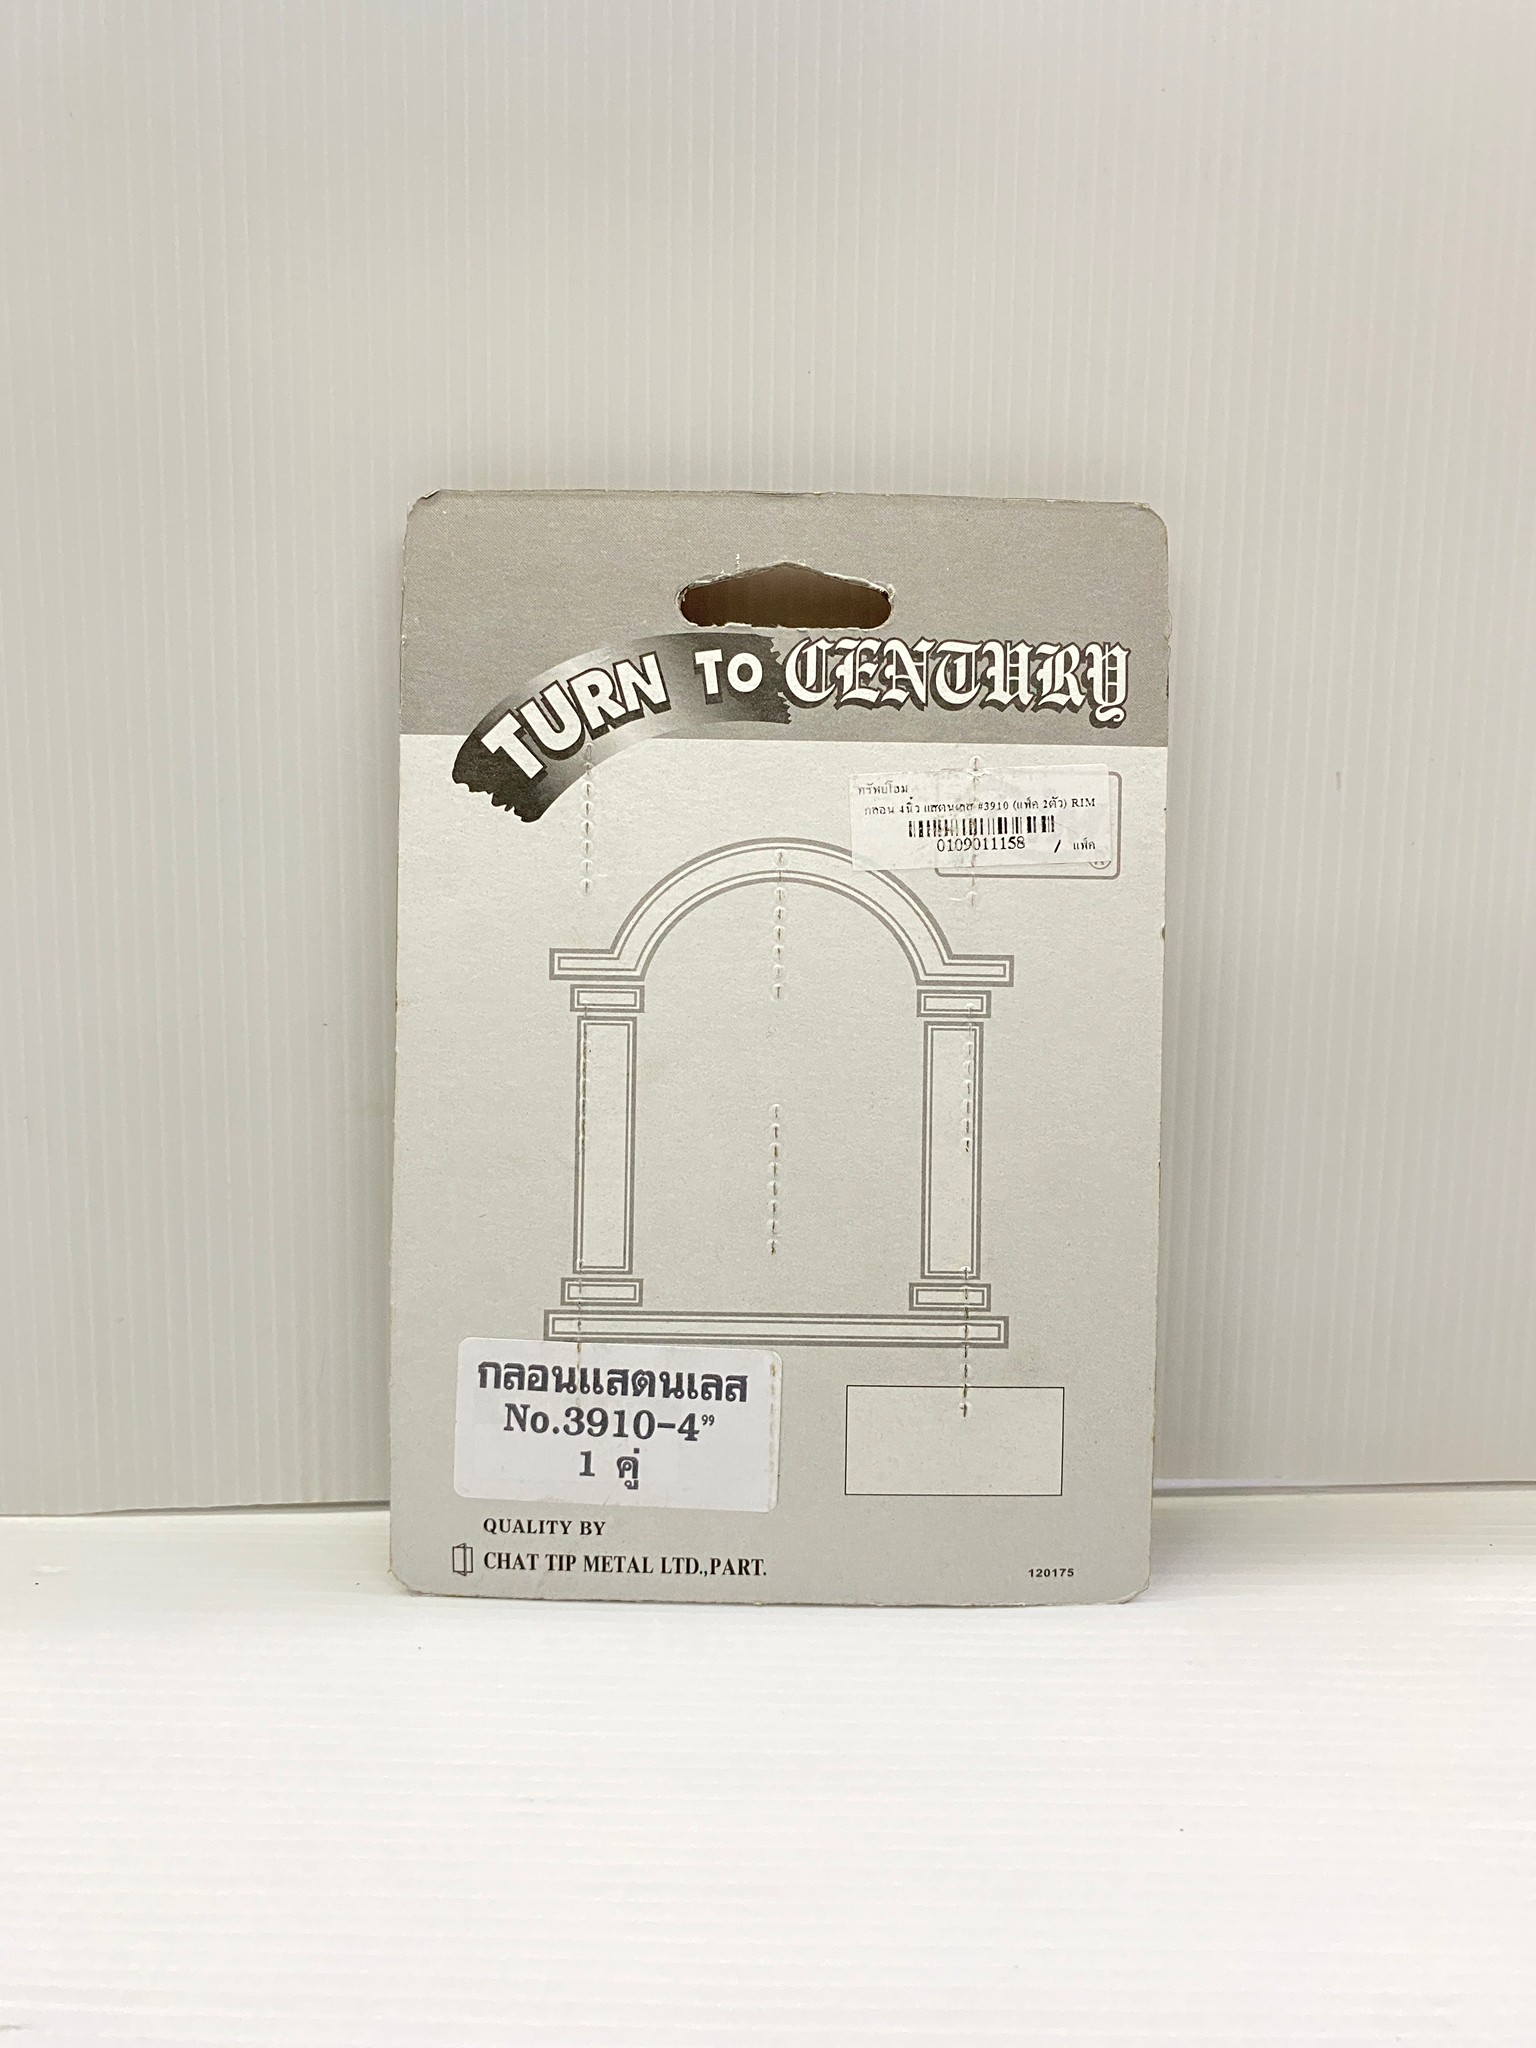 TURN TO CENTURY
ทรัพย์โฮม
กลอน 4นิ้ว แสตนเลส #3910 (แพ็ค 2ตัว) RIM
0109011158 / แพ็ค
กลอนแสตนเลส
No.3910-4”
1 คู่
QUALITY BY
CHAT TIP METAL LTD.,PART.
120175